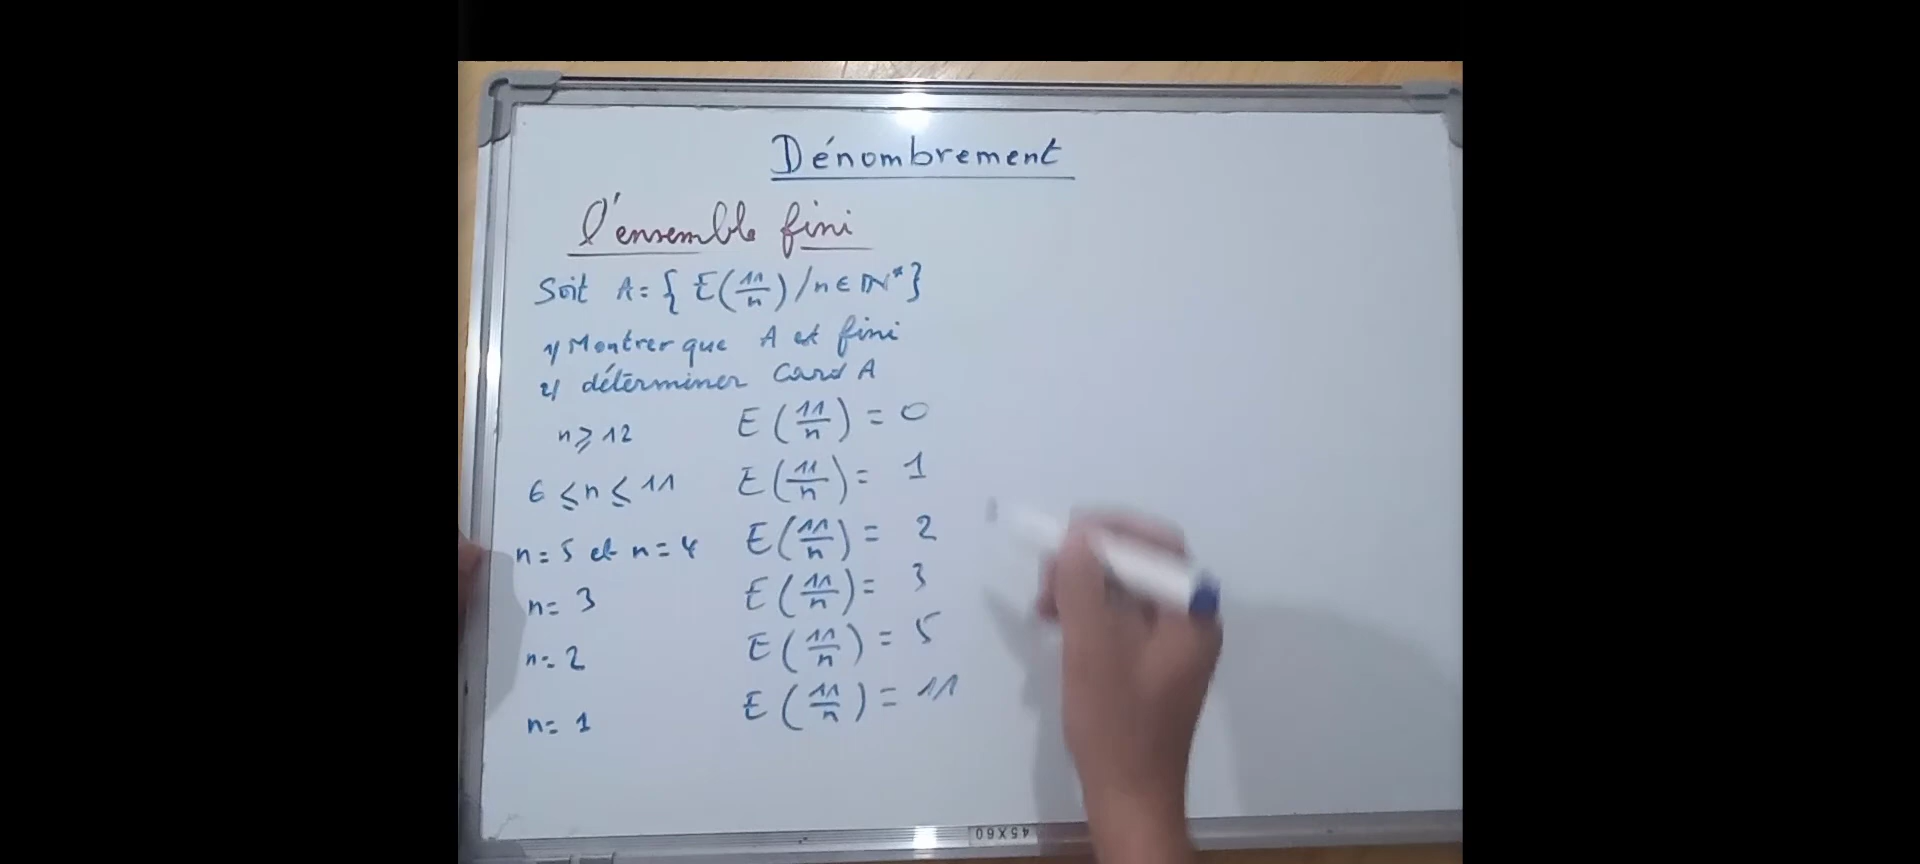 Dénombrement
l'ensemble fini
Soit A = { E(11/n) / n ∈ ℕ* }
1/ Montrer que A est fini
2/ déterminer Card A
n ⩾ 12 E(11/n) = 0
6 ≤ n ≤ 11 E(11/n) = 1
n = 5 et n = 4 E(11/n) = 2
n = 3 E(11/n) = 3
n = 2 E(11/n) = 5
n = 1 E(11/n) = 11
45X60